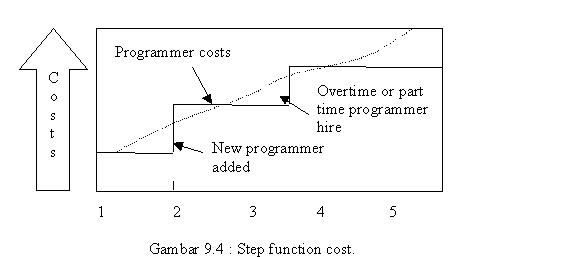 Costs
Programmer costs
Overtime or part
time programmer
hire
New programmer
added
1 2 3 4 5
Gambar 9.4 : Step function cost.